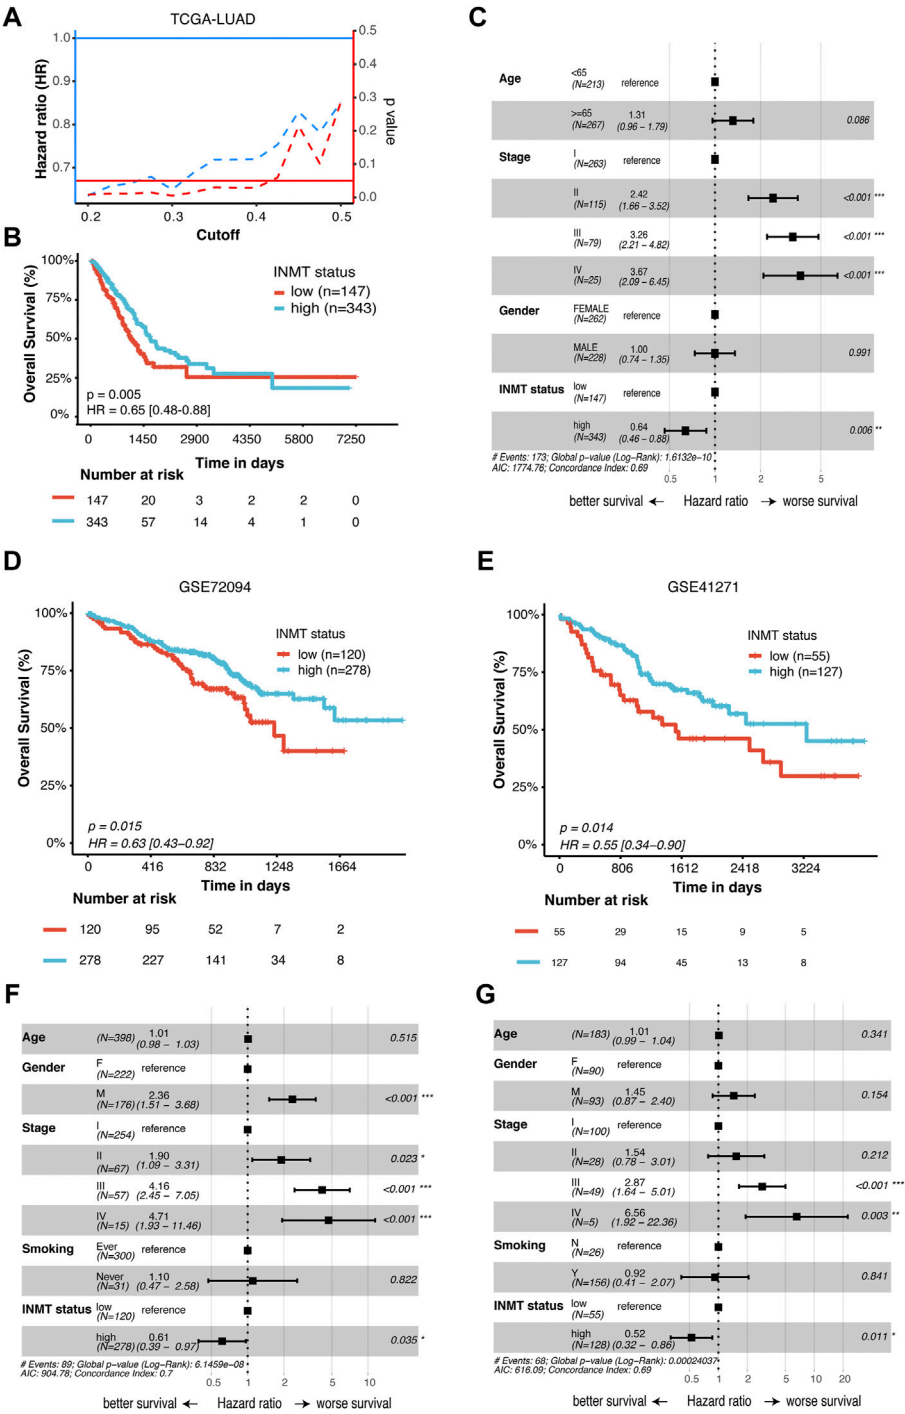 A
TCGA-LUAD
Hazard ratio (HR)
1.0
0.9
0.8
0.7
0.5
0.4
0.3
0.2
0.1
0.0
p value
0.2 0.3 0.4 0.5
Cutoff
B
Overall Survival (%)
100%
75%
50%
25%
0%
INMT status
low (n=147)
high (n=343)
p = 0.005
HR = 0.65 [0.48-0.88]
0 1450 2900 4350 5800 7250
Time in days
Number at risk
147 20 3 2 2 0
343 57 14 4 1 0
C
Age <65 (N=213) reference
>=65 (N=267) 1.31 (0.96 – 1.79) 0.086
Stage I (N=263) reference
II (N=115) 2.42 (1.66 – 3.52) <0.001 ***
III (N=79) 3.26 (2.21 – 4.82) <0.001 ***
IV (N=25) 3.67 (2.09 – 6.45) <0.001 ***
Gender FEMALE (N=262) reference
MALE (N=228) 1.00 (0.74 – 1.35) 0.991
INMT status low (N=147) reference
high (N=343) 0.64 (0.46 – 0.88) 0.006 **
# Events: 173; Global p-value (Log-Rank): 1.6132e-10
AIC: 1774.76; Concordance Index: 0.69
0.5 1 2 5
better survival ← Hazard ratio → worse survival
D
GSE72094
Overall Survival (%)
100%
75%
50%
25%
0%
INMT status
low (n=120)
high (n=278)
p = 0.015
HR = 0.63 [0.43–0.92]
0 416 832 1248 1664
Time in days
Number at risk
120 95 52 7 2
278 227 141 34 8
E
GSE41271
Overall Survival (%)
100%
75%
50%
25%
0%
INMT status
low (n=55)
high (n=127)
p = 0.014
HR = 0.55 [0.34–0.90]
0 806 1612 2418 3224
Time in days
Number at risk
55 29 15 9 5
127 94 45 13 8
F
Age (N=398) 1.01 (0.98 – 1.03) 0.515
Gender F (N=222) reference
M (N=176) 2.36 (1.51 – 3.68) <0.001 ***
Stage I (N=254) reference
II (N=67) 1.90 (1.09 – 3.31) 0.023 *
III (N=57) 4.16 (2.45 – 7.05) <0.001 ***
IV (N=15) 4.71 (1.93 – 11.46) <0.001 ***
Smoking Ever (N=300) reference
Never (N=31) 1.10 (0.47 – 2.58) 0.822
INMT status low (N=120) reference
high (N=278) 0.61 (0.39 – 0.97) 0.035 *
# Events: 89; Global p-value (Log-Rank): 6.1459e-08
AIC: 904.78; Concordance Index: 0.7
0.5 1 2 5 10
better survival ← Hazard ratio → worse survival
G
Age (N=183) 1.01 (0.99 – 1.04) 0.341
Gender F (N=90) reference
M (N=93) 1.45 (0.87 – 2.40) 0.154
Stage I (N=100) reference
II (N=28) 1.54 (0.78 – 3.01) 0.212
III (N=49) 2.87 (1.64 – 5.01) <0.001 ***
IV (N=5) 6.56 (1.92 – 22.36) 0.003 **
Smoking N (N=26) reference
Y (N=156) 0.92 (0.41 – 2.07) 0.841
INMT status low (N=55) reference
high (N=128) 0.52 (0.32 – 0.86) 0.011 *
# Events: 68; Global p-value (Log-Rank): 0.00024037
AIC: 616.09; Concordance Index: 0.69
0.5 1 2 5 10 20
better survival ← Hazard ratio → worse survival